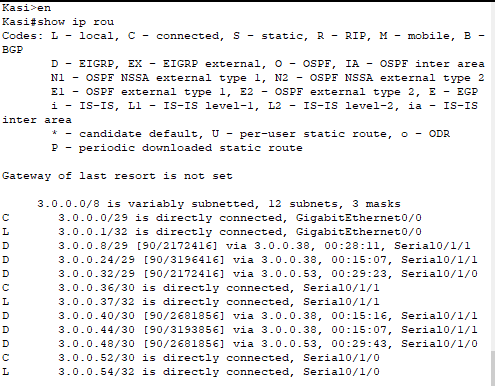 Kasi>en
Kasi#show ip rou
Codes: L - local, C - connected, S - static, R - RIP, M - mobile, B -
BGP
D - EIGRP, EX - EIGRP external, O - OSPF, IA - OSPF inter area
N1 - OSPF NSSA external type 1, N2 - OSPF NSSA external type 2
E1 - OSPF external type 1, E2 - OSPF external type 2, E - EGP
i - IS-IS, L1 - IS-IS level-1, L2 - IS-IS level-2, ia - IS-IS
inter area
* - candidate default, U - per-user static route, o - ODR
P - periodic downloaded static route
Gateway of last resort is not set
3.0.0.0/8 is variably subnetted, 12 subnets, 3 masks
C 3.0.0.0/29 is directly connected, GigabitEthernet0/0
L 3.0.0.1/32 is directly connected, GigabitEthernet0/0
D 3.0.0.8/29 [90/2172416] via 3.0.0.38, 00:28:11, Serial0/1/1
D 3.0.0.24/29 [90/3196416] via 3.0.0.38, 00:15:07, Serial0/1/1
D 3.0.0.32/29 [90/2172416] via 3.0.0.53, 00:29:23, Serial0/1/0
C 3.0.0.36/30 is directly connected, Serial0/1/1
L 3.0.0.37/32 is directly connected, Serial0/1/1
D 3.0.0.40/30 [90/2681856] via 3.0.0.38, 00:15:16, Serial0/1/1
D 3.0.0.44/30 [90/3193856] via 3.0.0.38, 00:15:07, Serial0/1/1
D 3.0.0.48/30 [90/2681856] via 3.0.0.53, 00:29:43, Serial0/1/0
C 3.0.0.52/30 is directly connected, Serial0/1/0
L 3.0.0.54/32 is directly connected, Serial0/1/0